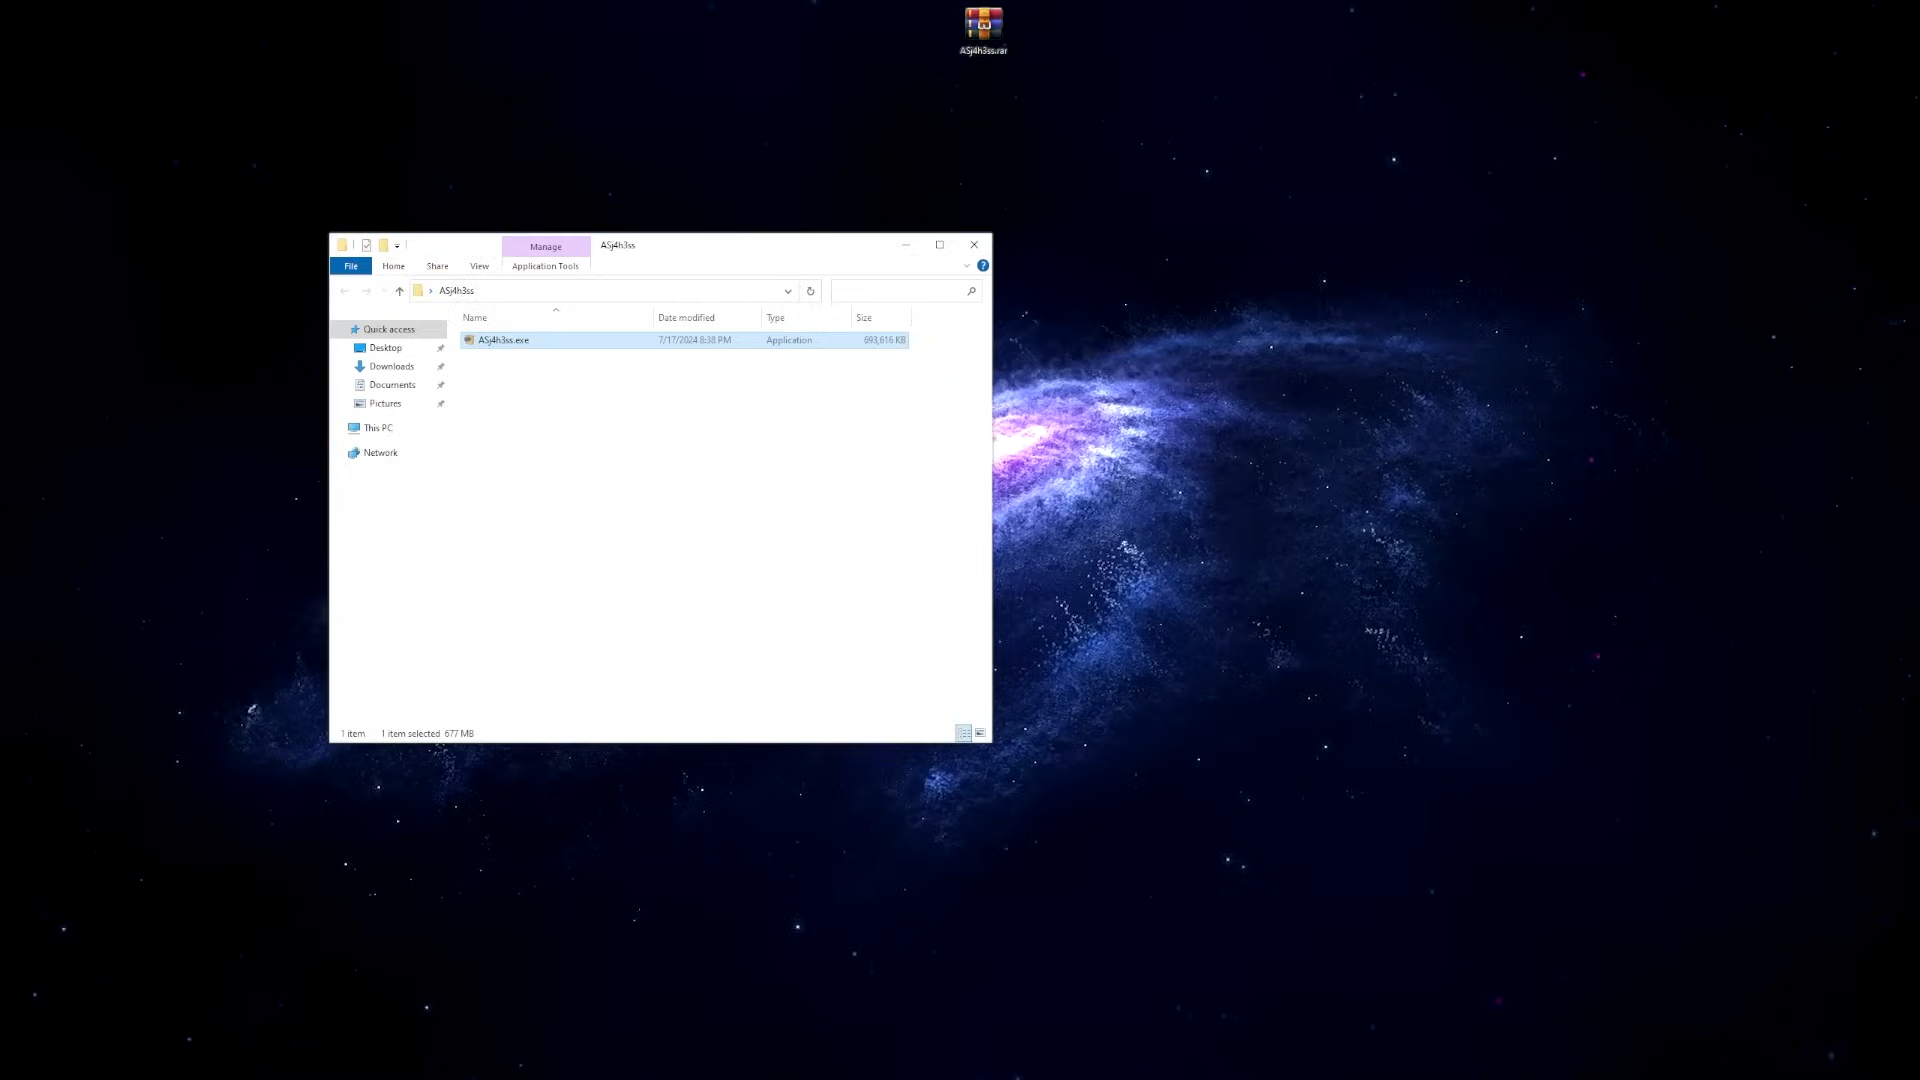 ASj4h3ss.rar
Manage
ASj4h3ss
File
Home
Share
View
Application Tools
ASj4h3ss
Name
Date modified
Type
Size
Quick access
ASj4h3ss.exe
7/17/2024 8:38 PM
Application
693,616 KB
Desktop
Downloads
Documents
Pictures
This PC
Network
1 item
1 item selected 677 MB